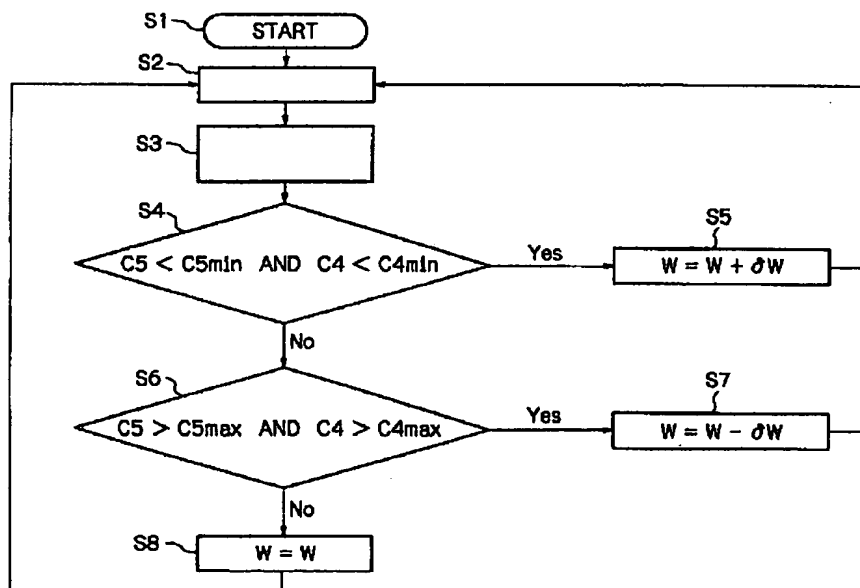 S1
START
S2
S3
S4
C5 < C5min AND C4 < C4min
Yes
S5
W = W + ∂W
No
S6
C5 > C5max AND C4 > C4max
Yes
S7
W = W - ∂W
No
S8
W = W